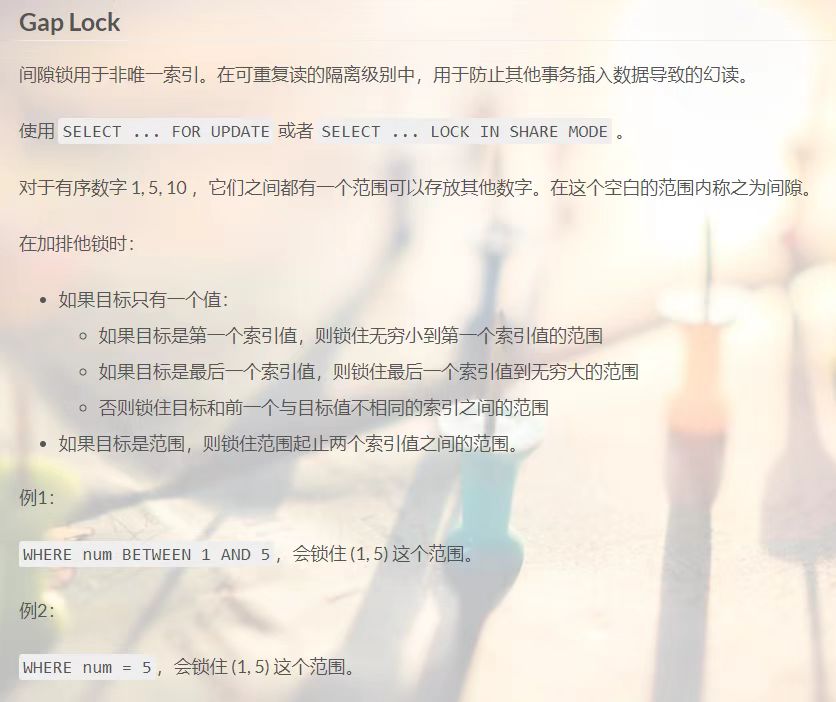 Gap Lock
间隙锁用于非唯一索引。在可重复读的隔离级别中，用于防止其他事务插入数据导致的幻读。
使用 SELECT ... FOR UPDATE 或者 SELECT ... LOCK IN SHARE MODE 。
对于有序数字 1, 5, 10 ，它们之间都有一个范围可以存放其他数字。在这个空白的范围内称之为间隙。
在加排他锁时：
如果目标只有一个值：
如果目标是第一个索引值，则锁住无穷小到第一个索引值的范围
如果目标是最后一个索引值，则锁住最后一个索引值到无穷大的范围
否则锁住目标和前一个与目标值不相同的索引之间的范围
如果目标是范围，则锁住范围起止两个索引值之间的范围。
例1：
WHERE num BETWEEN 1 AND 5 ，会锁住 (1, 5) 这个范围。
例2：
WHERE num = 5 ，会锁住 (1, 5) 这个范围。